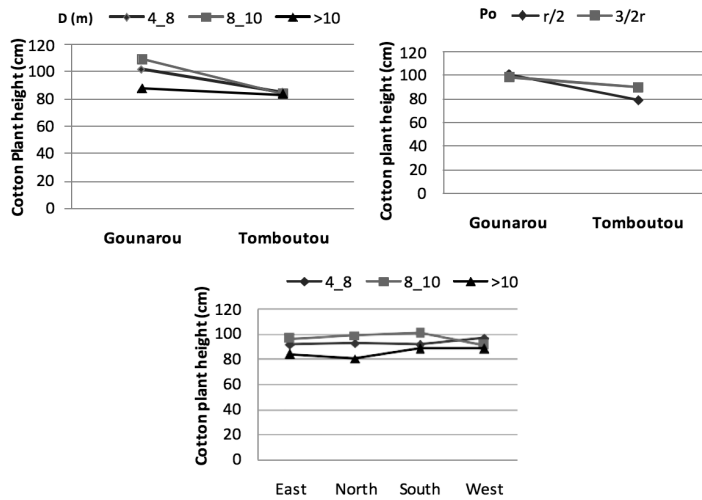 D (m) 4_8 8_10 >10
Cotton Plant height (cm)
120
100
80
60
40
20
0
Gounarou Tomboutou
Po r/2 3/2r
Cotton plant height (cm)
120
100
80
60
40
20
0
Gounarou Tomboutou
4_8 8_10 >10
Cotton plant height (cm)
120
100
80
60
40
20
0
East North South West